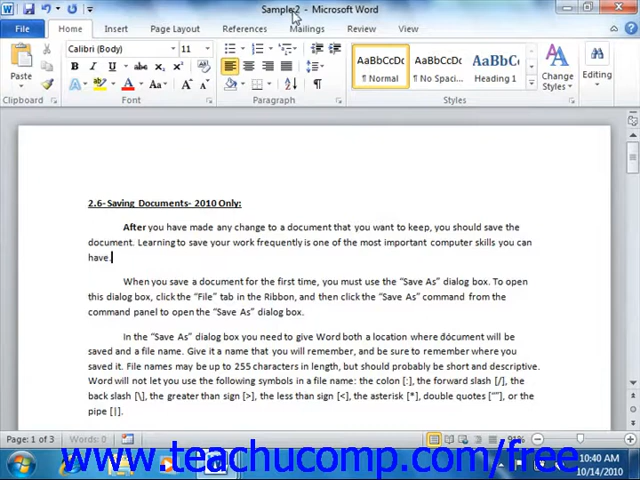 Sample2 - Microsoft Word
File Home Insert Page Layout References Mailings Review View
Calibri (Body) 11
Paste
AaBbCcDc AaBbCcDc AaBbCc
¶ Normal ¶ No Spaci... Heading 1
Change Styles
Editing
Clipboard Font Paragraph Styles
2.6- Saving Documents- 2010 Only:
After you have made any change to a document that you want to keep, you should save the
document. Learning to save your work frequently is one of the most important computer skills you can
have.
When you save a document for the first time, you must use the “Save As” dialog box. To open
this dialog box, click the “File” tab in the Ribbon, and then click the “Save As” command from the
command panel to open the “Save As” dialog box.
In the “Save As” dialog box you need to give Word both a location where document will be
saved and a file name. Give it a name that you will remember, and be sure to remember where you
saved it. File names may be up to 255 characters in length, but should probably be short and descriptive.
Word will not let you use the following symbols in a file name: the colon [:], the forward slash [/], the
back slash [\], the greater than sign [>], the less than sign [<], the asterisk [*], double quotes [“”], or the
pipe [|].
Page: 1 of 3 Words: 0 91%
www.teachucomp.com/free
10:40 AM
10/14/2010